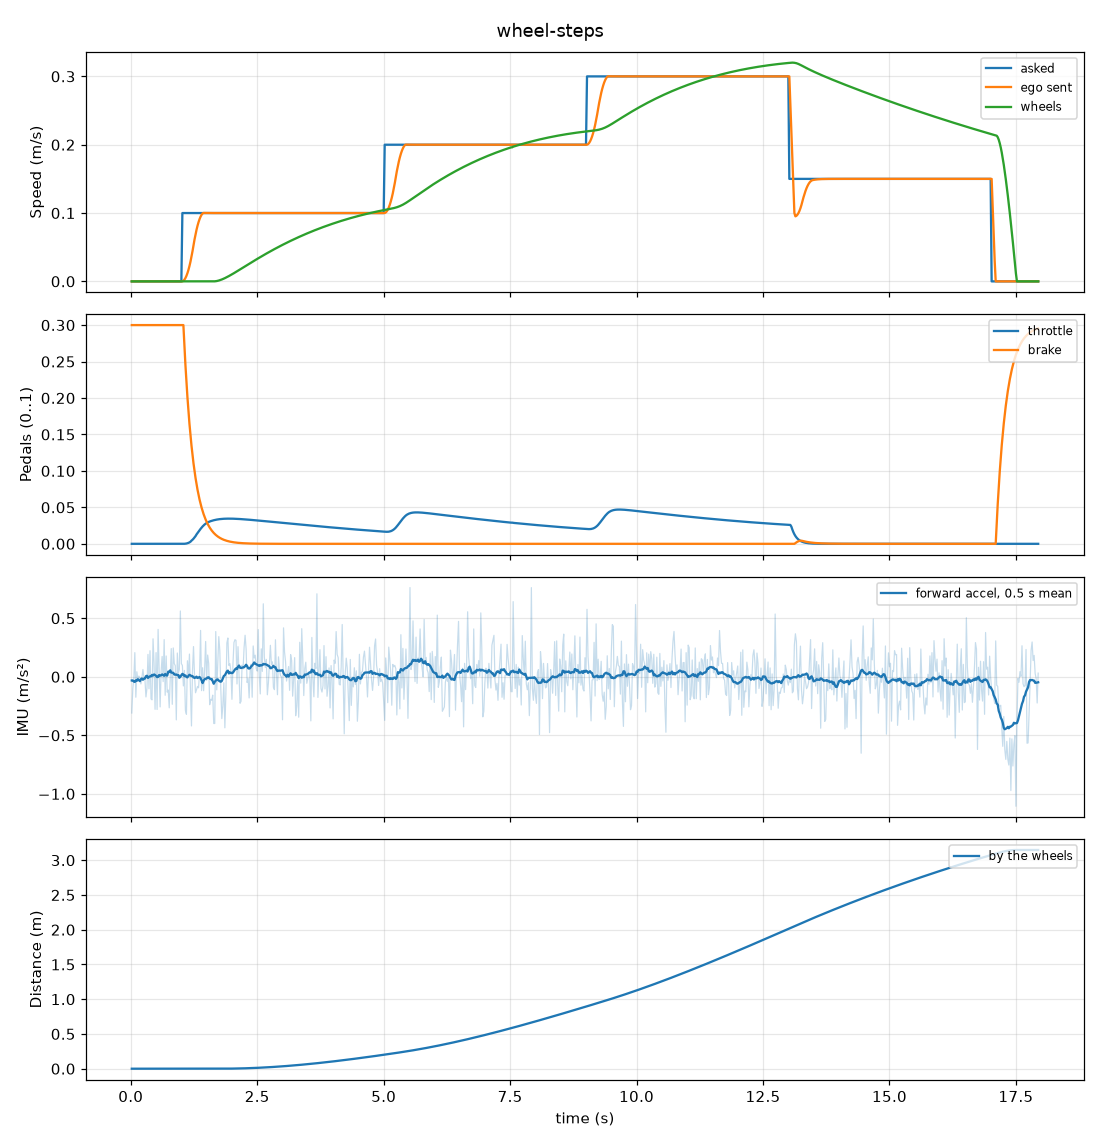 wheel-steps
Speed (m/s)
0.3
0.2
0.1
0.0
asked
ego sent
wheels
Pedals (0..1)
0.30
0.25
0.20
0.15
0.10
0.05
0.00
throttle
brake
IMU (m/s²)
0.5
0.0
−0.5
−1.0
forward accel, 0.5 s mean
Distance (m)
3.0
2.5
2.0
1.5
1.0
0.5
0.0
by the wheels
0.0 2.5 5.0 7.5 10.0 12.5 15.0 17.5
time (s)